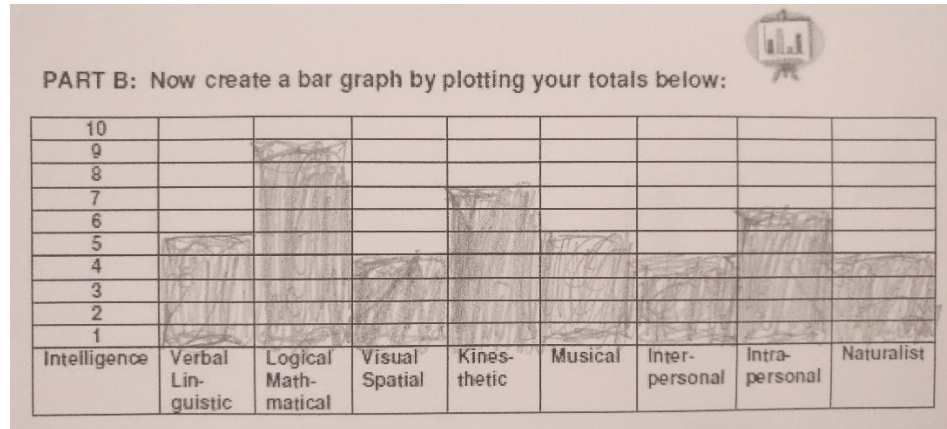 PART B: Now create a bar graph by plotting your totals below:
10
9
8
7
6
5
4
3
2
1
Intelligence Verbal Logical Visual Kines- Musical Inter- Intra- Naturalist
Lin- Math- Spatial thetic personal personal
guistic matical